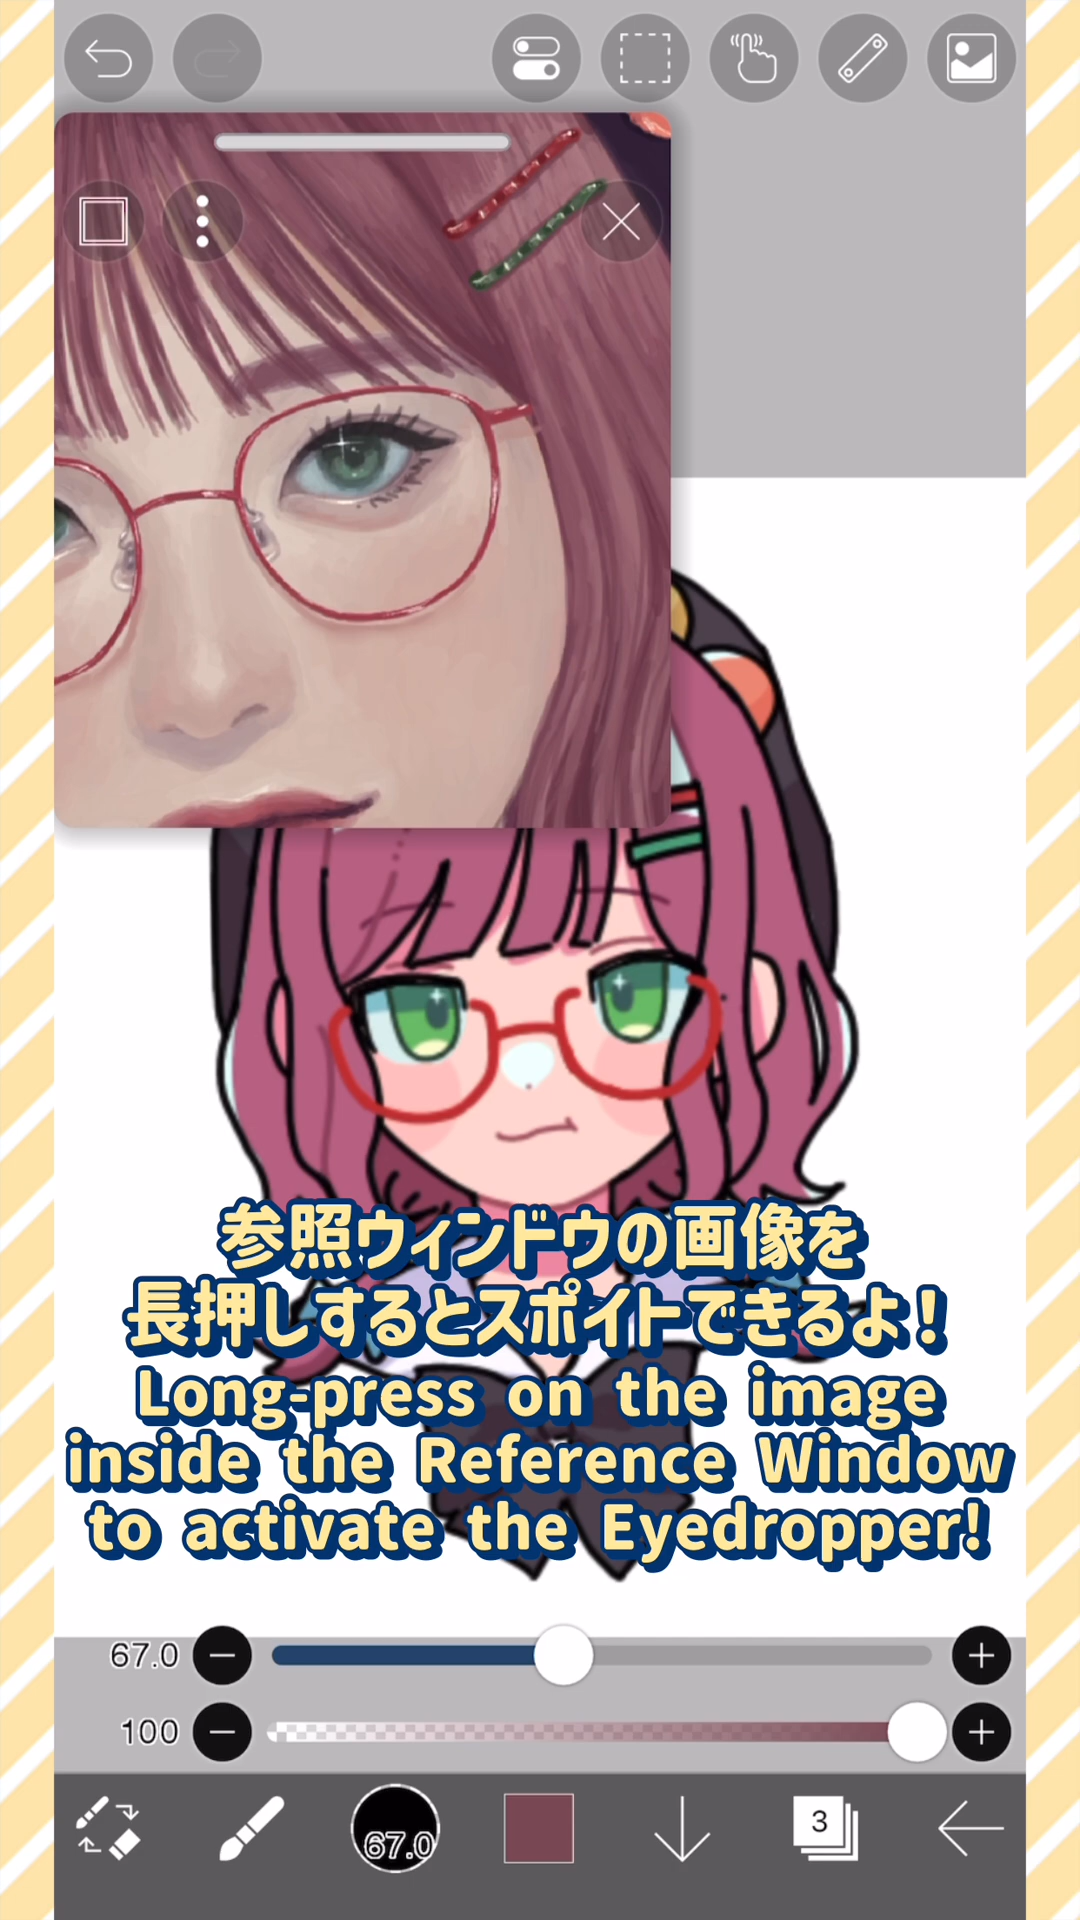 参照ウィンドウの画像を
長押しするとスポイトできるよ！
Long-press on the image
inside the Reference Window
to activate the Eyedropper!
67.0
100
67.0
3